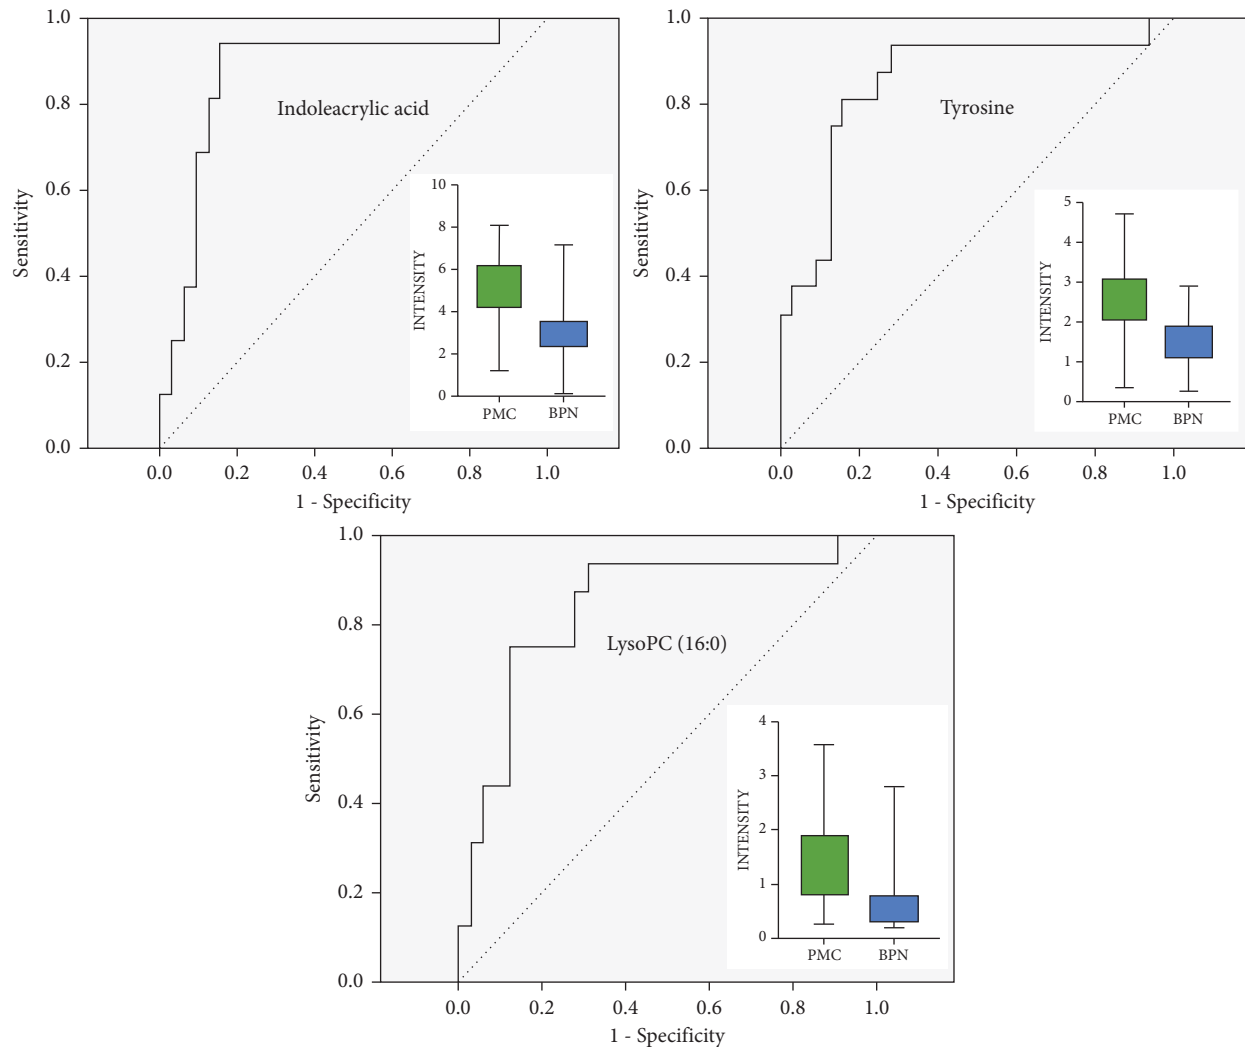 1.0
0.8
0.6
0.4
0.2
0.0
Sensitivity
Indoleacrylic acid
10
8
6
4
2
0
INTENSITY
PMC BPN
0.0 0.2 0.4 0.6 0.8 1.0
1 - Specificity
1.0
0.8
0.6
0.4
0.2
0.0
Sensitivity
Tyrosine
5
4
3
2
1
0
INTENSITY
PMC BPN
0.0 0.2 0.4 0.6 0.8 1.0
1 - Specificity
1.0
0.8
0.6
0.4
0.2
0.0
Sensitivity
LysoPC (16:0)
4
3
2
1
0
INTENSITY
PMC BPN
0.0 0.2 0.4 0.6 0.8 1.0
1 - Specificity